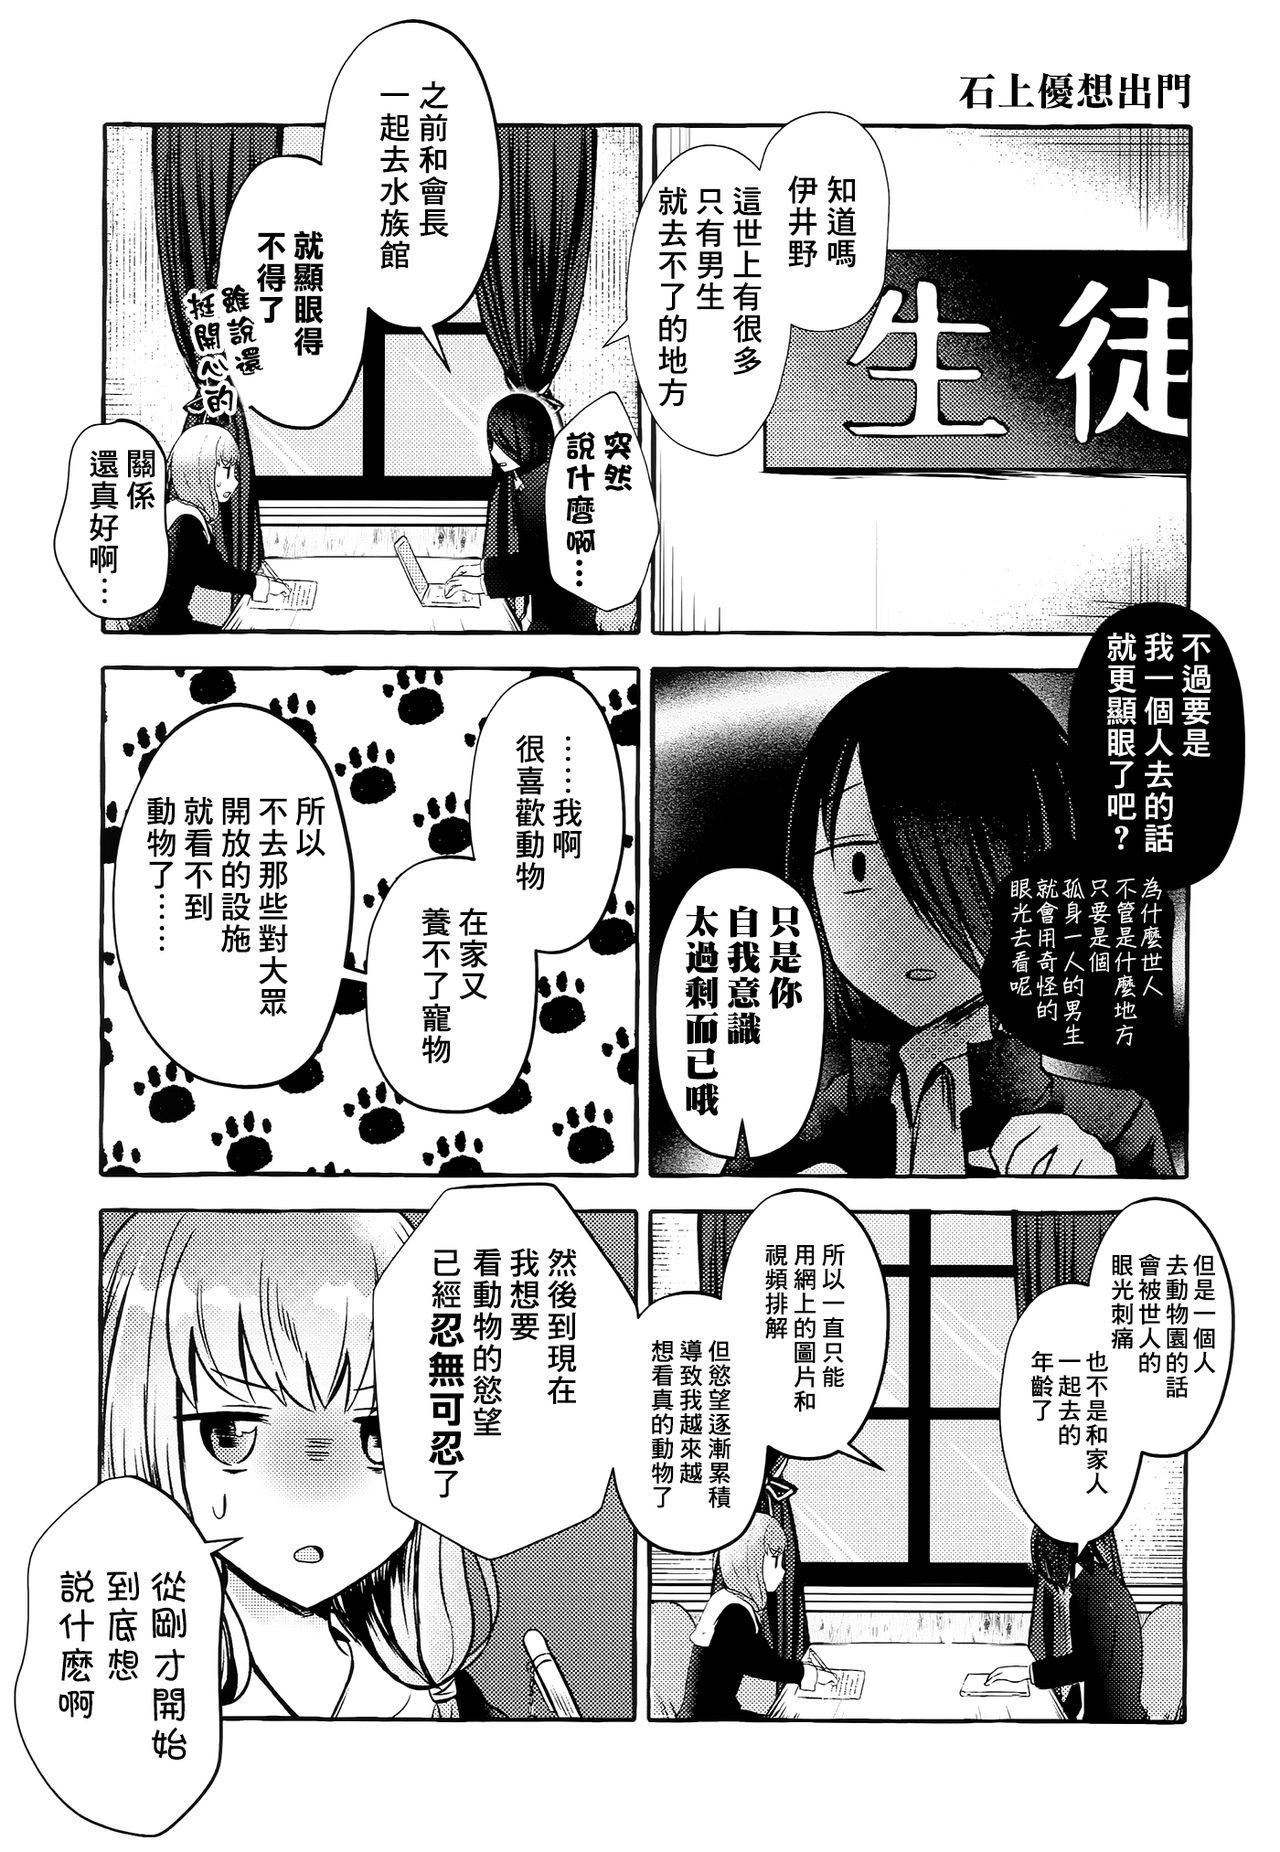 石上優想出門
知道嗎
伊井野
這世上有很多
只有男生
就去不了的地方
生徒
突然
說什麼啊…
之前和會長
一起去水族館
就顯眼得
不得了
雖說還
挺開心的
關係
還真好啊…
不過要是
我一個人去的話
就更顯眼了吧?
為什麼世人
不管是什麼地方
只要是個
孤身一人的男生
就會用奇怪的
眼光去看呢
只是你
自我意識
太過剩而已哦
……我啊
很喜歡動物
在家又
養不了寵物
所以
不去那些對大眾
開放的設施
就看不到
動物了……
但是一個人
去動物園的話
會被世人的
眼光刺痛
也不是和家人
一起去的
年齡了
所以一直只能
用網上的圖片和
視頻排解
但慾望逐漸累積
導致我越來越
想看真的動物了
然後到現在
我想要
看動物的慾望
已經忍無可忍了
從剛才開始
到底想
說什麼啊